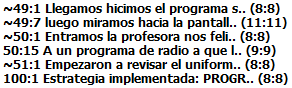 ~49:1 Llegamos hicimos el programa s.. (8:8)
~49:7 luego miramos hacia la pantall.. (11:11)
~50:1 Entramos la profesora nos feli.. (8:8)
50:15 A un programa de radio a que l.. (9:9)
~51:1 Empezaron a revisar el uniform.. (8:8)
100:1 Estrategia implementada: PROGR.. (8:8)